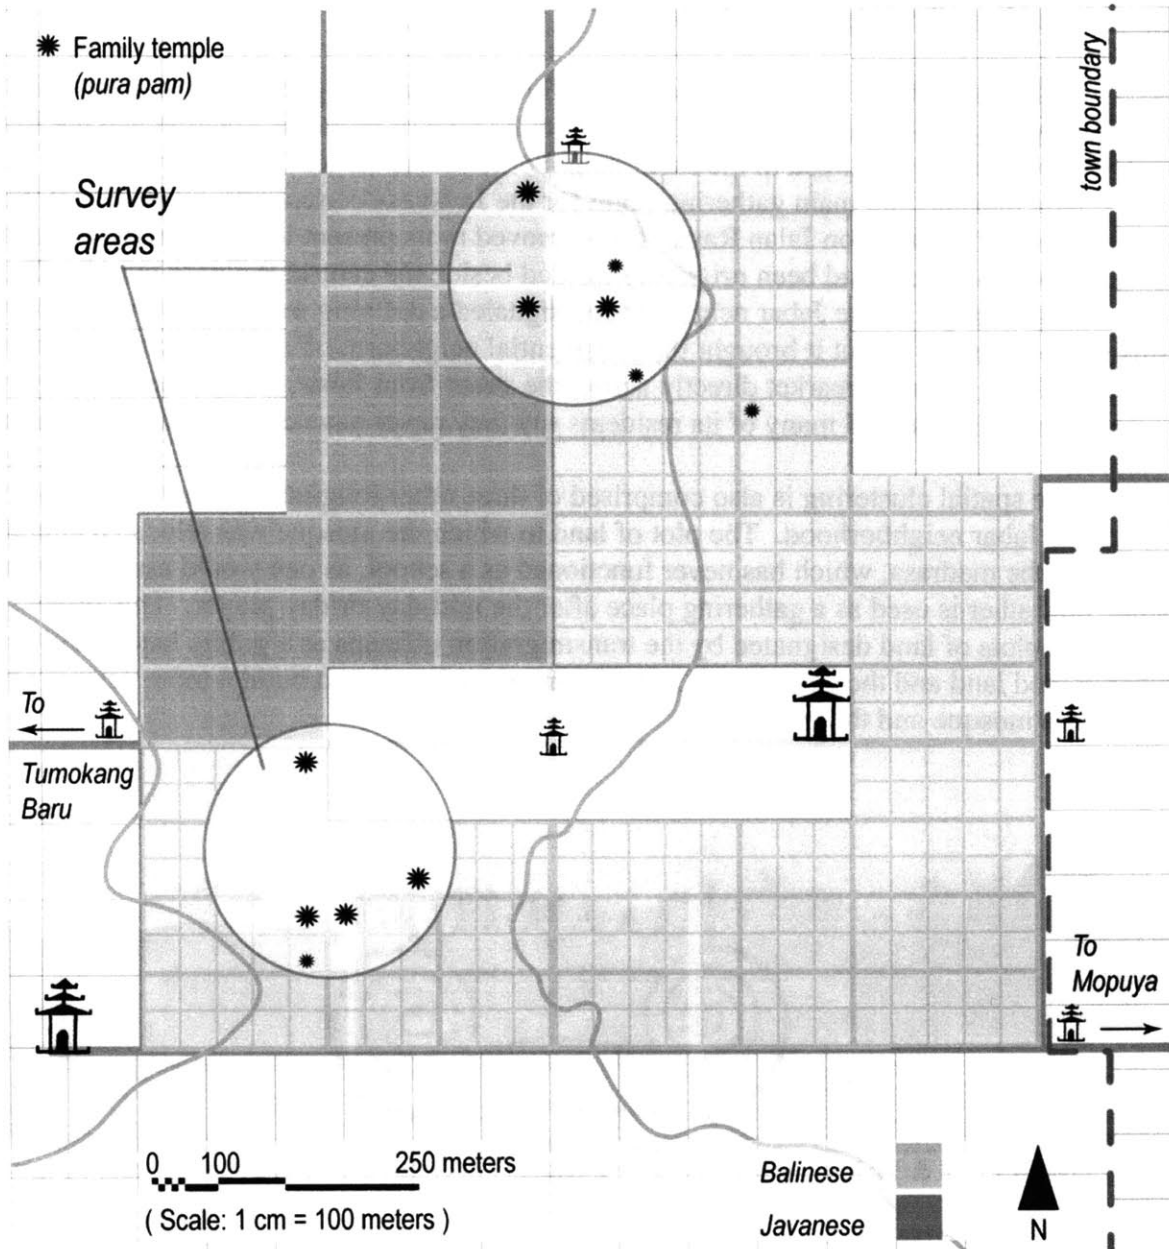 Family temple
(pura pam)
town boundary
Survey
areas
To
Tumokang
Baru
To
Mopuya
0 100 250 meters
( Scale: 1 cm = 100 meters )
Balinese
Javanese
N